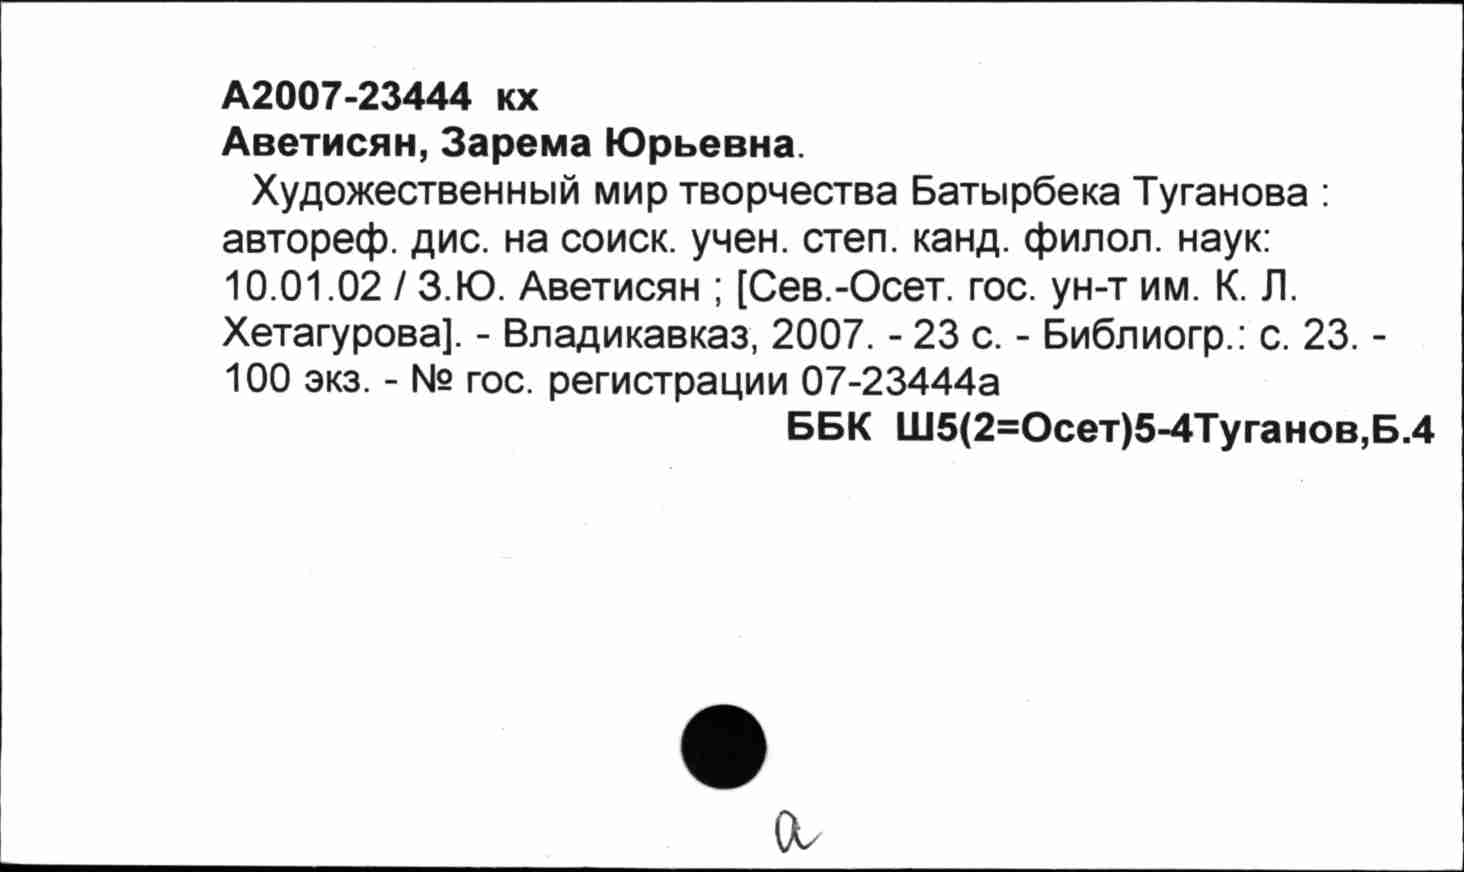 А2007-23444 кх
Аветисян, Зарема Юрьевна.
Художественный мир творчества Батырбека Туганова :
автореф. дис. на соиск. учен. степ. канд. филол. наук:
10.01.02 / З.Ю. Аветисян ; [Сев.-Осет. гос. ун-т им. К. Л.
Хетагурова]. - Владикавказ, 2007. - 23 с. - Библиогр.: с. 23. -
100 экз. - № гос. регистрации 07-23444а
ББК Ш5(2=Осет)5-4Туганов,Б.4
а